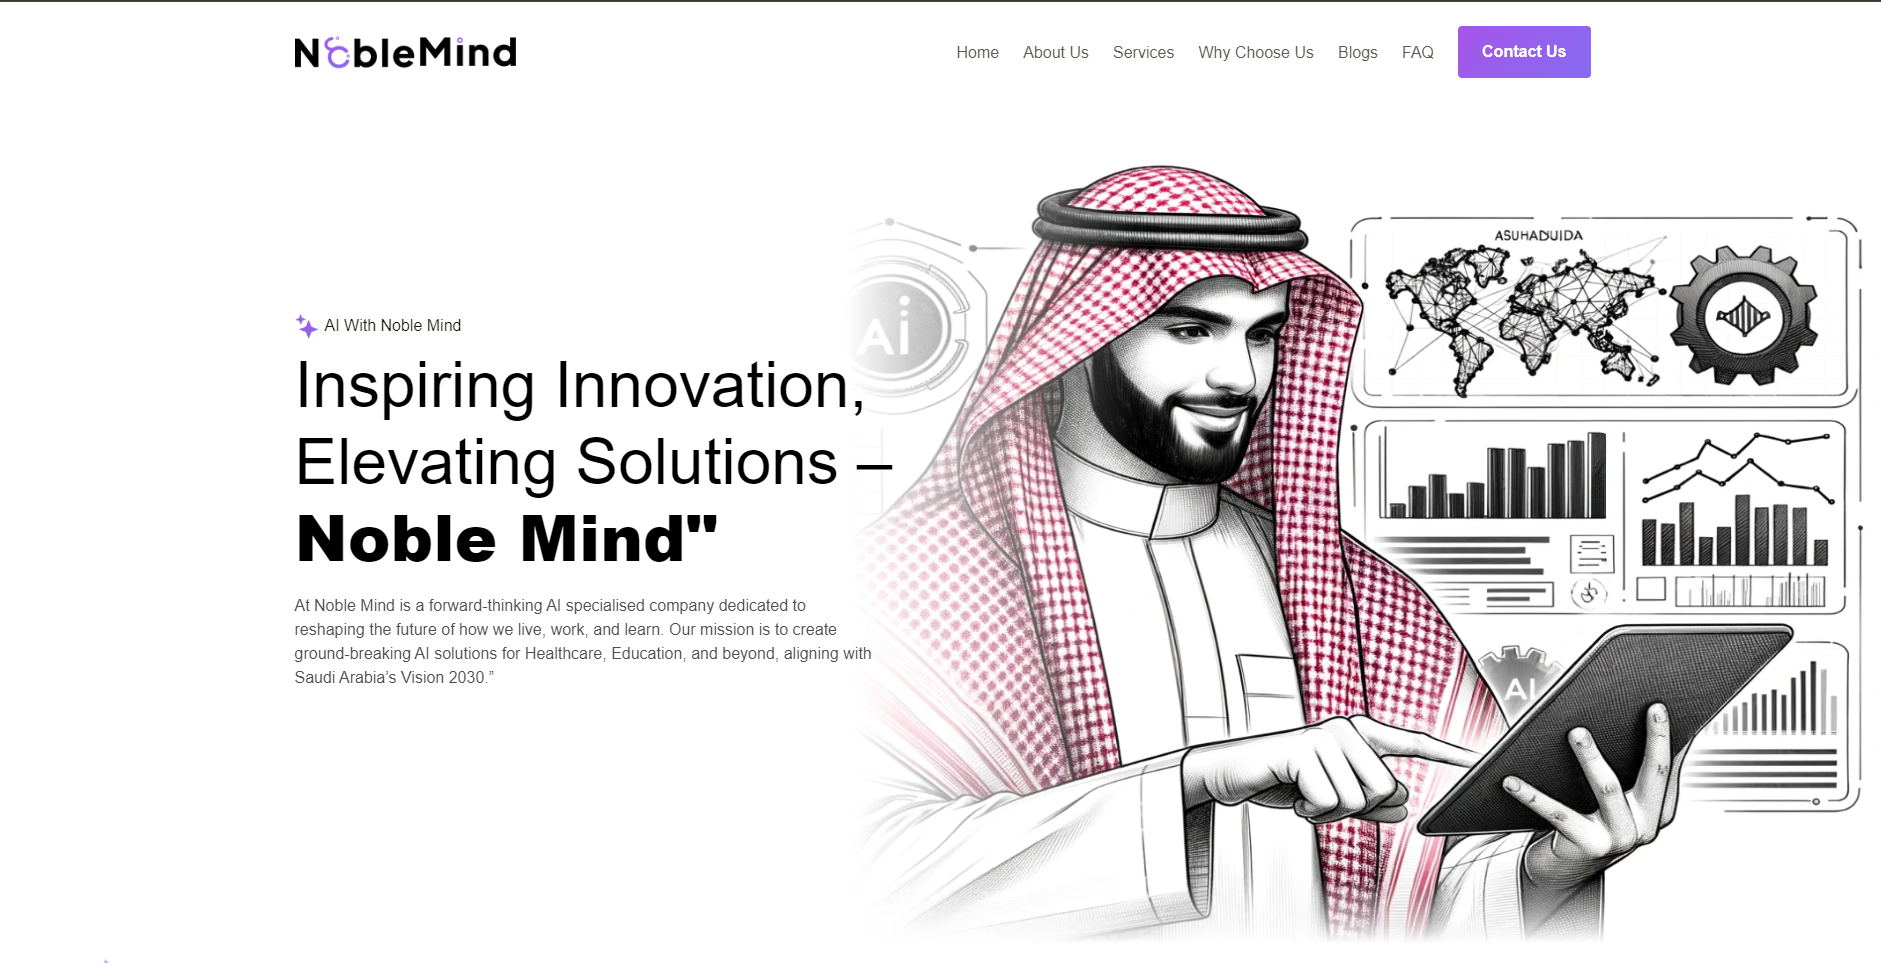 NobleMind
Home About Us Services Why Choose Us Blogs FAQ Contact Us
AI With Noble Mind
Inspiring Innovation,
Elevating Solutions –
Noble Mind"
At Noble Mind is a forward-thinking AI specialised company dedicated to
reshaping the future of how we live, work, and learn. Our mission is to create
ground-breaking AI solutions for Healthcare, Education, and beyond, aligning with
Saudi Arabia’s Vision 2030.”
Ai
ASUHADUIDA
AI